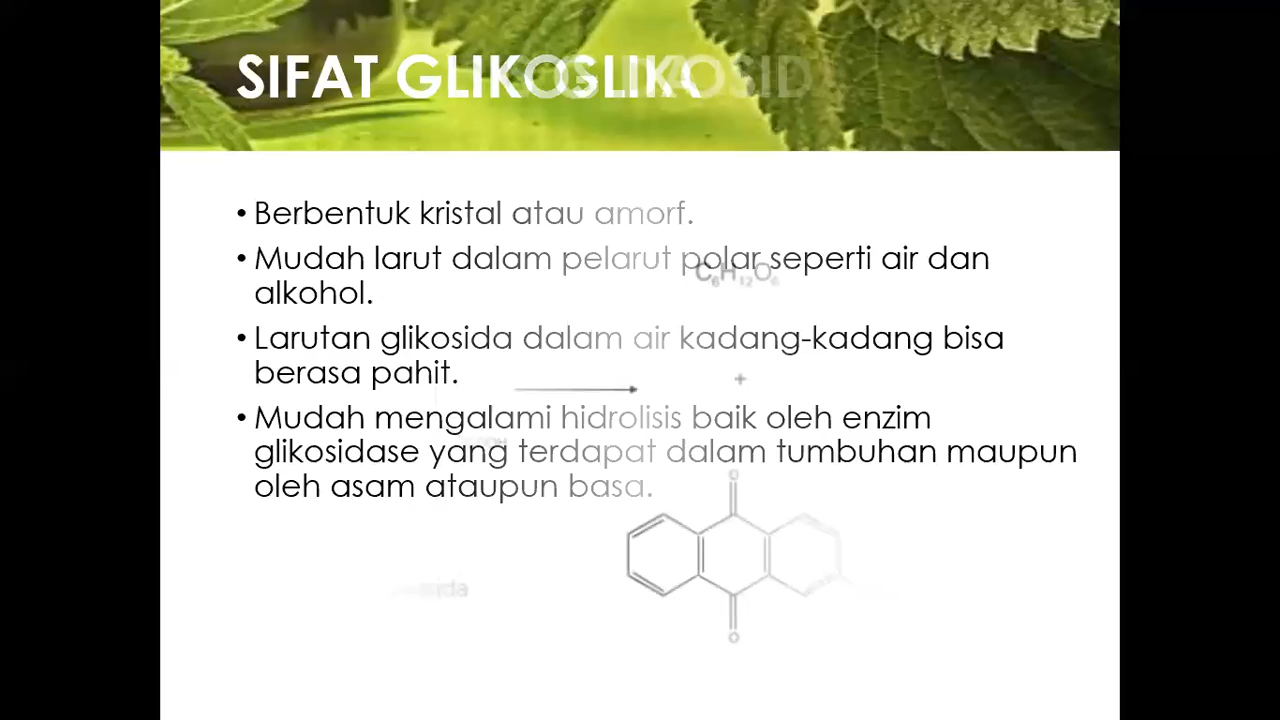 SIFAT GLIKOSIDA
• Berbentuk kristal atau amorf.
• Mudah larut dalam pelarut polar seperti air dan
alkohol.
C6H12O6
• Larutan glikosida dalam air kadang-kadang bisa
berasa pahit.
+
• Mudah mengalami hidrolisis baik oleh enzim
glikosidase yang terdapat dalam tumbuhan maupun
oleh asam ataupun basa.
O
O